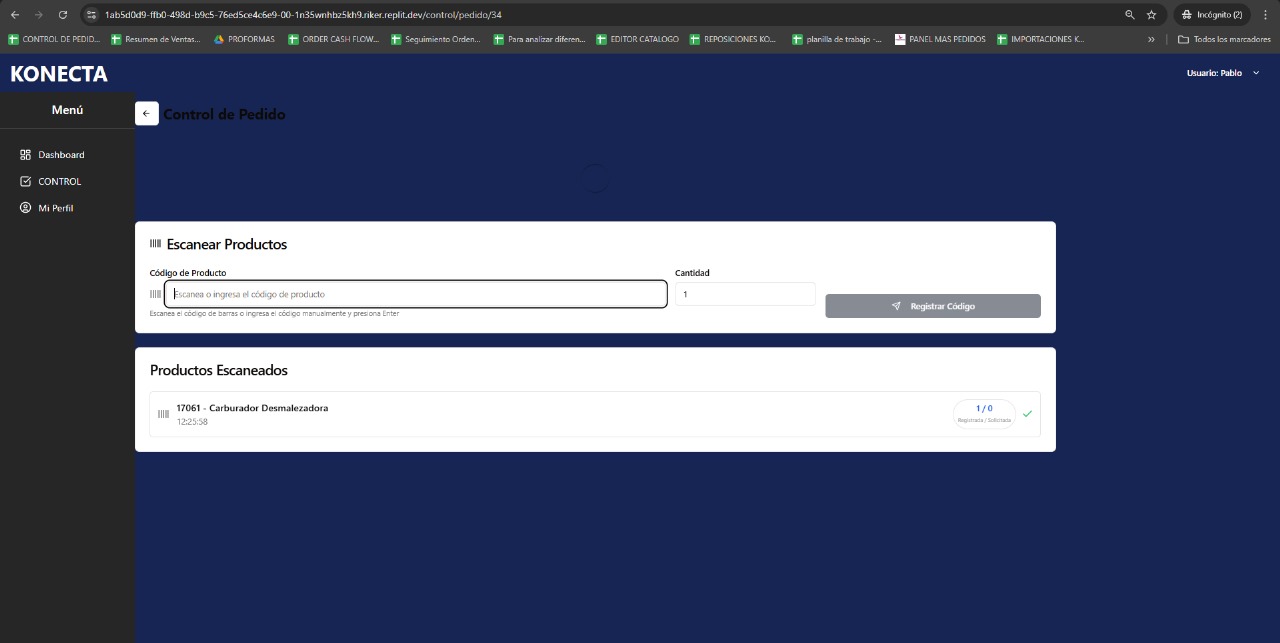 1ab5d0d9-ffb0-498d-b9c5-76ed5ce4c6e9-00-1n35wnhbz5kh9.riker.replit.dev/control/pedido/34
Incógnito (2)
CONTROL DE PEDID...
Resumen de Ventas...
PROFORMAS
ORDER CASH FLOW...
Seguimiento Orden...
Para analizar diferen...
EDITOR CATALOGO
REPOSICIONES KO...
planilla de trabajo -...
PANEL MAS PEDIDOS
IMPORTACIONES K...
»
Todos los marcadores
KONECTA
Usuario: Pablo
Menú
Dashboard
CONTROL
Mi Perfil
Control de Pedido
Escanear Productos
Código de Producto
Cantidad
Escanea o ingresa el código de producto
1
Registrar Código
Escanea el código de barras o ingresa el código manualmente y presiona Enter
Productos Escaneados
17061 - Carburador Desmalezadora
12:25:58
1 / 0
Registrada / Solicitada